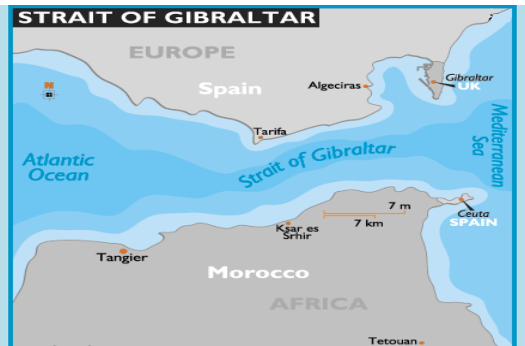 STRAIT OF GIBRALTAR
EUROPE
Spain
Algeciras
Gibraltar
UK
N
Tarifa
Mediterranean
Sea
Strait of Gibraltar
Atlantic
Ocean
7 m
7 km
Ceuta
SPAIN
Ksar es
Srhir
Tangier
Morocco
AFRICA
Tetouan